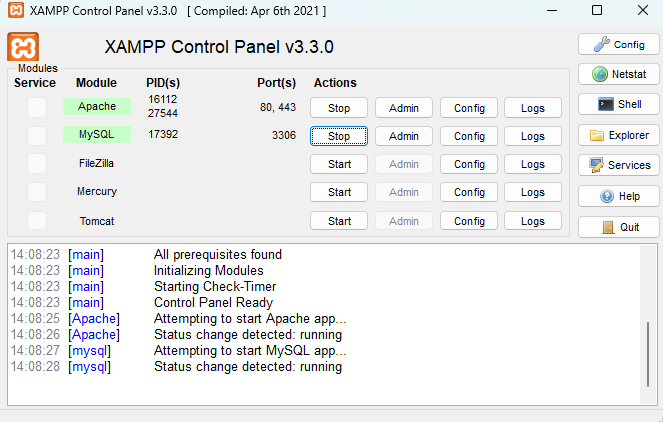 XAMPP Control Panel v3.3.0 [ Compiled: Apr 6th 2021 ]
XAMPP Control Panel v3.3.0
Config
Modules
Service Module PID(s) Port(s) Actions
Netstat
Apache 16112 27544 80, 443 Stop Admin Config Logs
Shell
MySQL 17392 3306 Stop Admin Config Logs
Explorer
FileZilla Start Admin Config Logs
Services
Mercury Start Admin Config Logs
Help
Tomcat Start Admin Config Logs
Quit
14:08:23 [main] All prerequisites found
14:08:23 [main] Initializing Modules
14:08:23 [main] Starting Check-Timer
14:08:23 [main] Control Panel Ready
14:08:25 [Apache] Attempting to start Apache app...
14:08:26 [Apache] Status change detected: running
14:08:27 [mysql] Attempting to start MySQL app...
14:08:28 [mysql] Status change detected: running